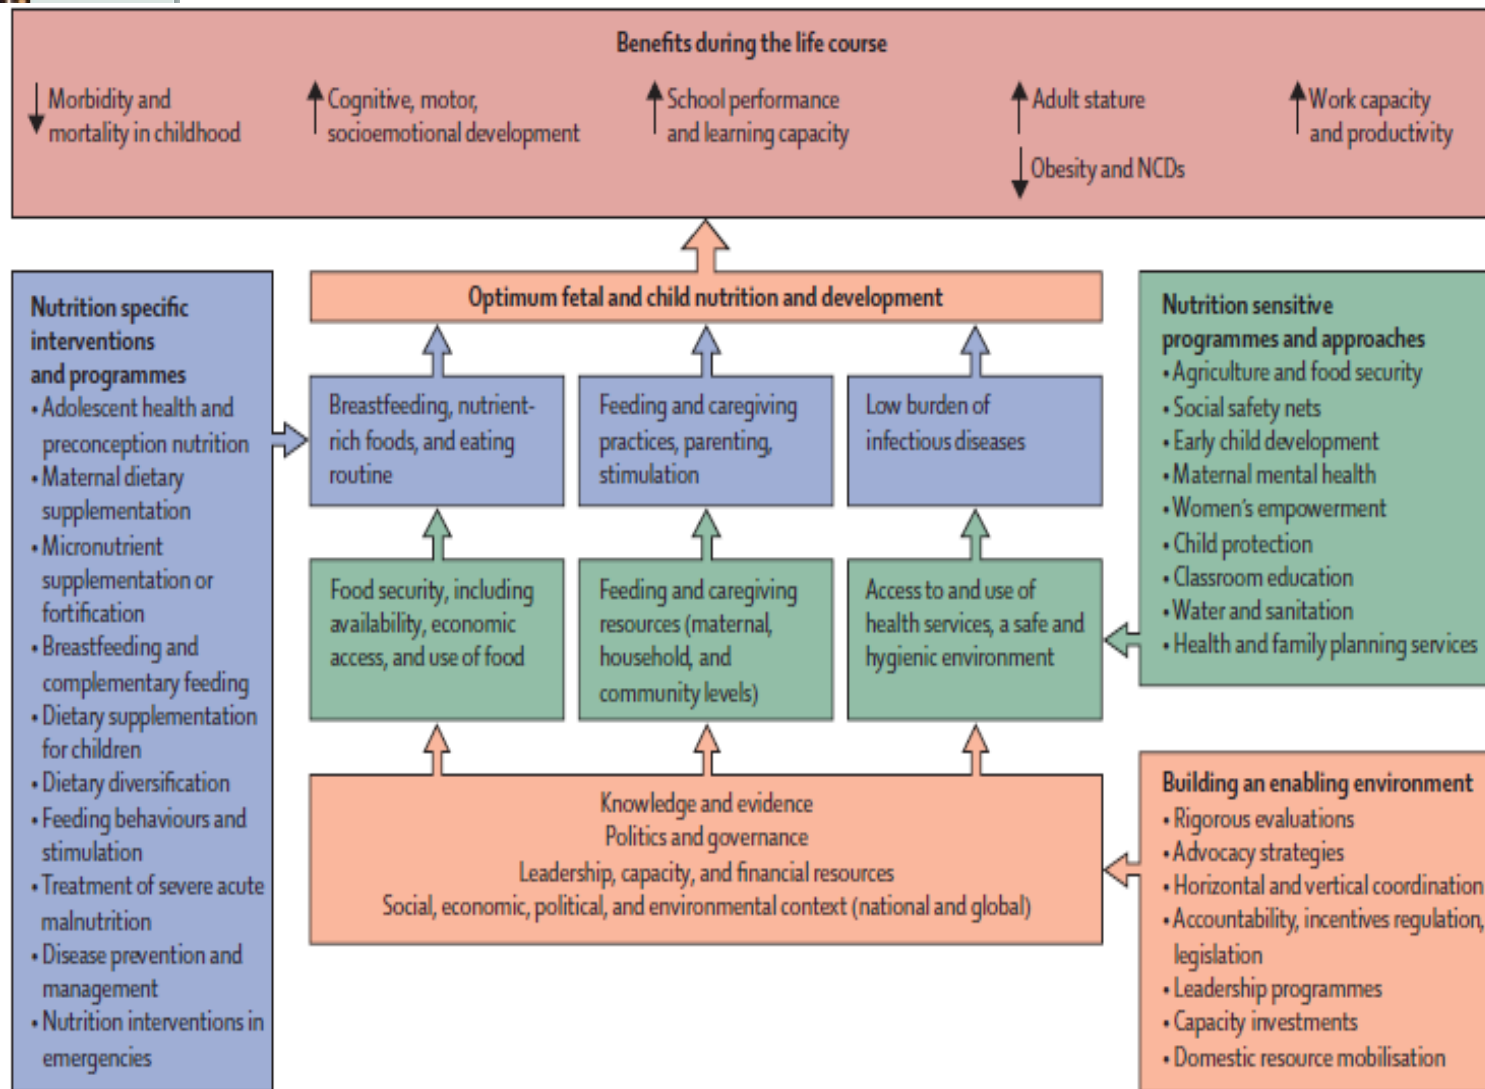 Benefits during the life course
Morbidity and
mortality in childhood
Cognitive, motor,
socioemotional development
School performance
and learning capacity
Adult stature
Obesity and NCDs
Work capacity
and productivity
Nutrition specific
interventions
and programmes
• Adolescent health and
preconception nutrition
• Maternal dietary
supplementation
• Micronutrient
supplementation or
fortification
• Breastfeeding and
complementary feeding
• Dietary supplementation
for children
• Dietary diversification
• Feeding behaviours and
stimulation
• Treatment of severe acute
malnutrition
• Disease prevention and
management
• Nutrition interventions in
emergencies
Optimum fetal and child nutrition and development
Breastfeeding, nutrient-
rich foods, and eating
routine
Feeding and caregiving
practices, parenting,
stimulation
Low burden of
infectious diseases
Food security, including
availability, economic
access, and use of food
Feeding and caregiving
resources (maternal,
household, and
community levels)
Access to and use of
health services, a safe and
hygienic environment
Knowledge and evidence
Politics and governance
Leadership, capacity, and financial resources
Social, economic, political, and environmental context (national and global)
Nutrition sensitive
programmes and approaches
• Agriculture and food security
• Social safety nets
• Early child development
• Maternal mental health
• Women's empowerment
• Child protection
• Classroom education
• Water and sanitation
• Health and family planning services
Building an enabling environment
• Rigorous evaluations
• Advocacy strategies
• Horizontal and vertical coordination
• Accountability, incentives regulation,
legislation
• Leadership programmes
• Capacity investments
• Domestic resource mobilisation